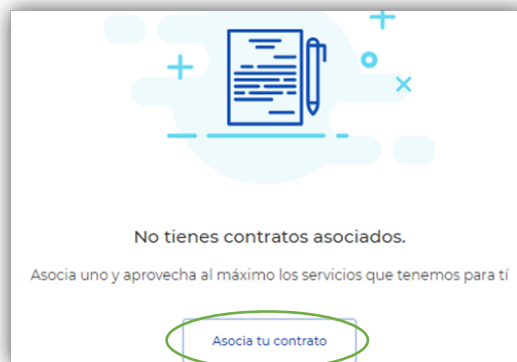 No tienes contratos asociados.
Asocia uno y aprovecha al máximo los servicios que tenemos para tí
Asocia tu contrato